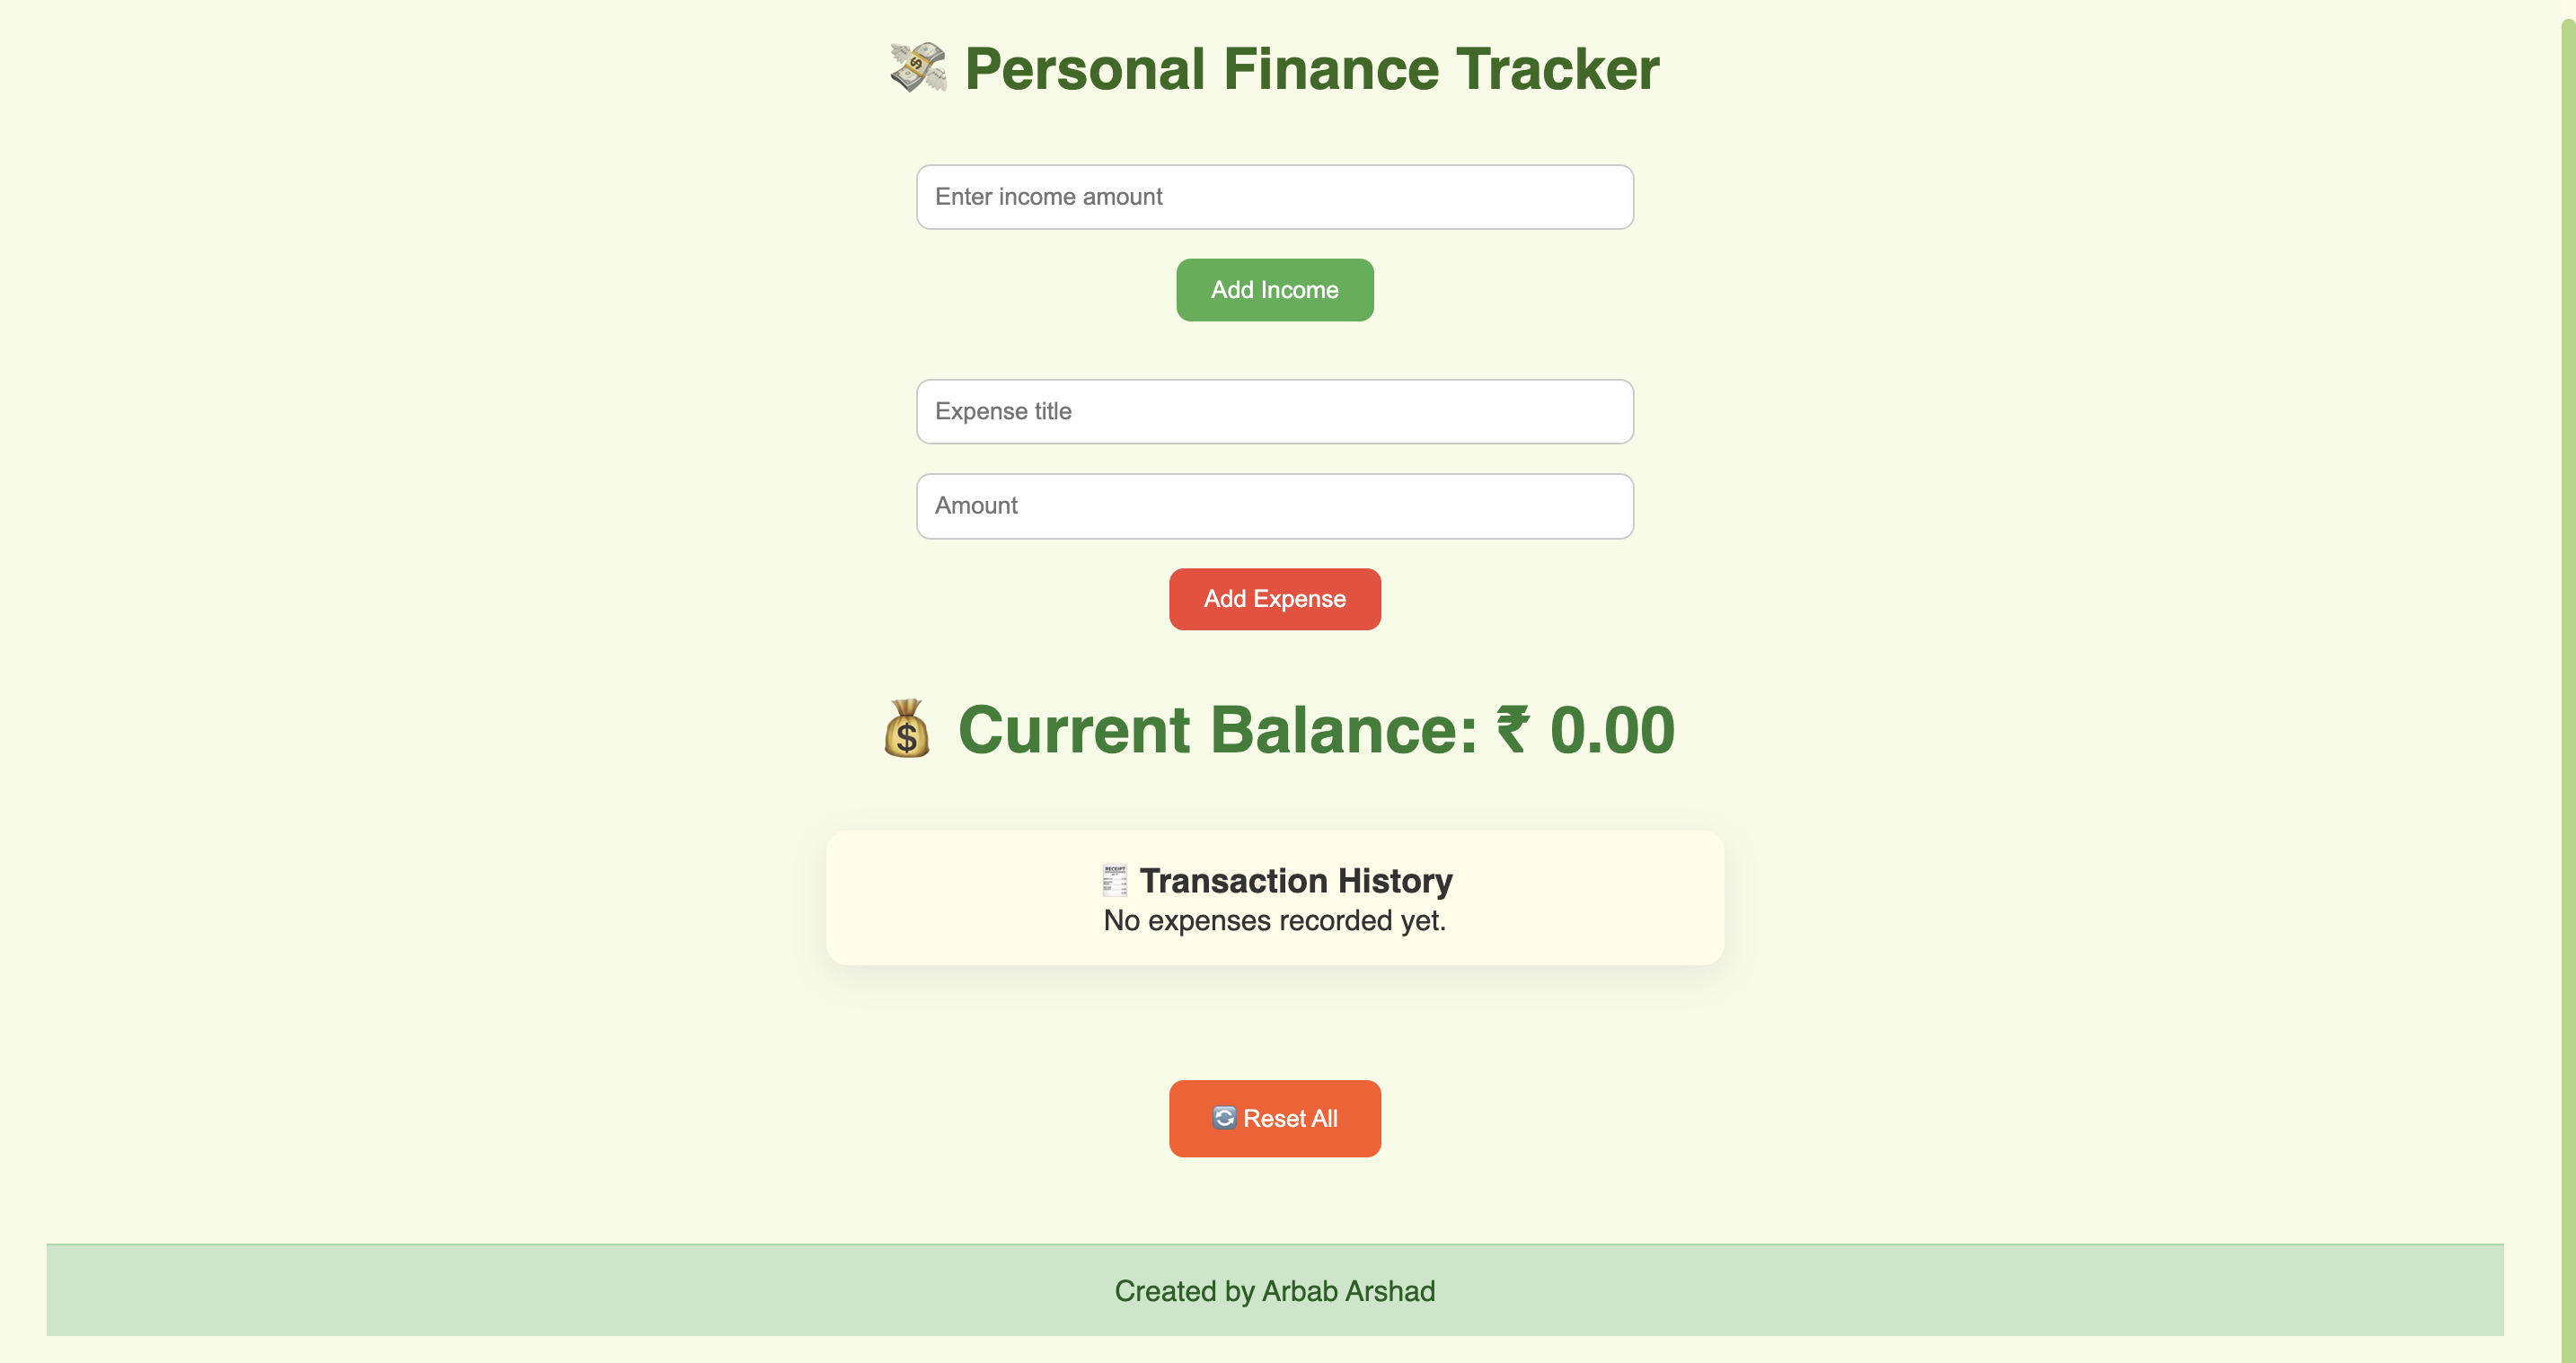 💸 Personal Finance Tracker
Enter income amount
Add Income
Expense title
Amount
Add Expense
💰 Current Balance: ₹ 0.00
🧾 Transaction History
No expenses recorded yet.
🔄 Reset All
Created by Arbab Arshad